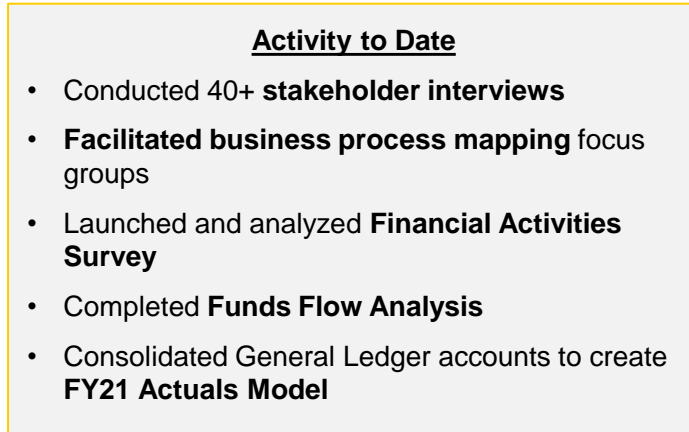 Activity to Date
• Conducted 40+ stakeholder interviews
• Facilitated business process mapping focus
groups
• Launched and analyzed Financial Activities
Survey
• Completed Funds Flow Analysis
• Consolidated General Ledger accounts to create
FY21 Actuals Model